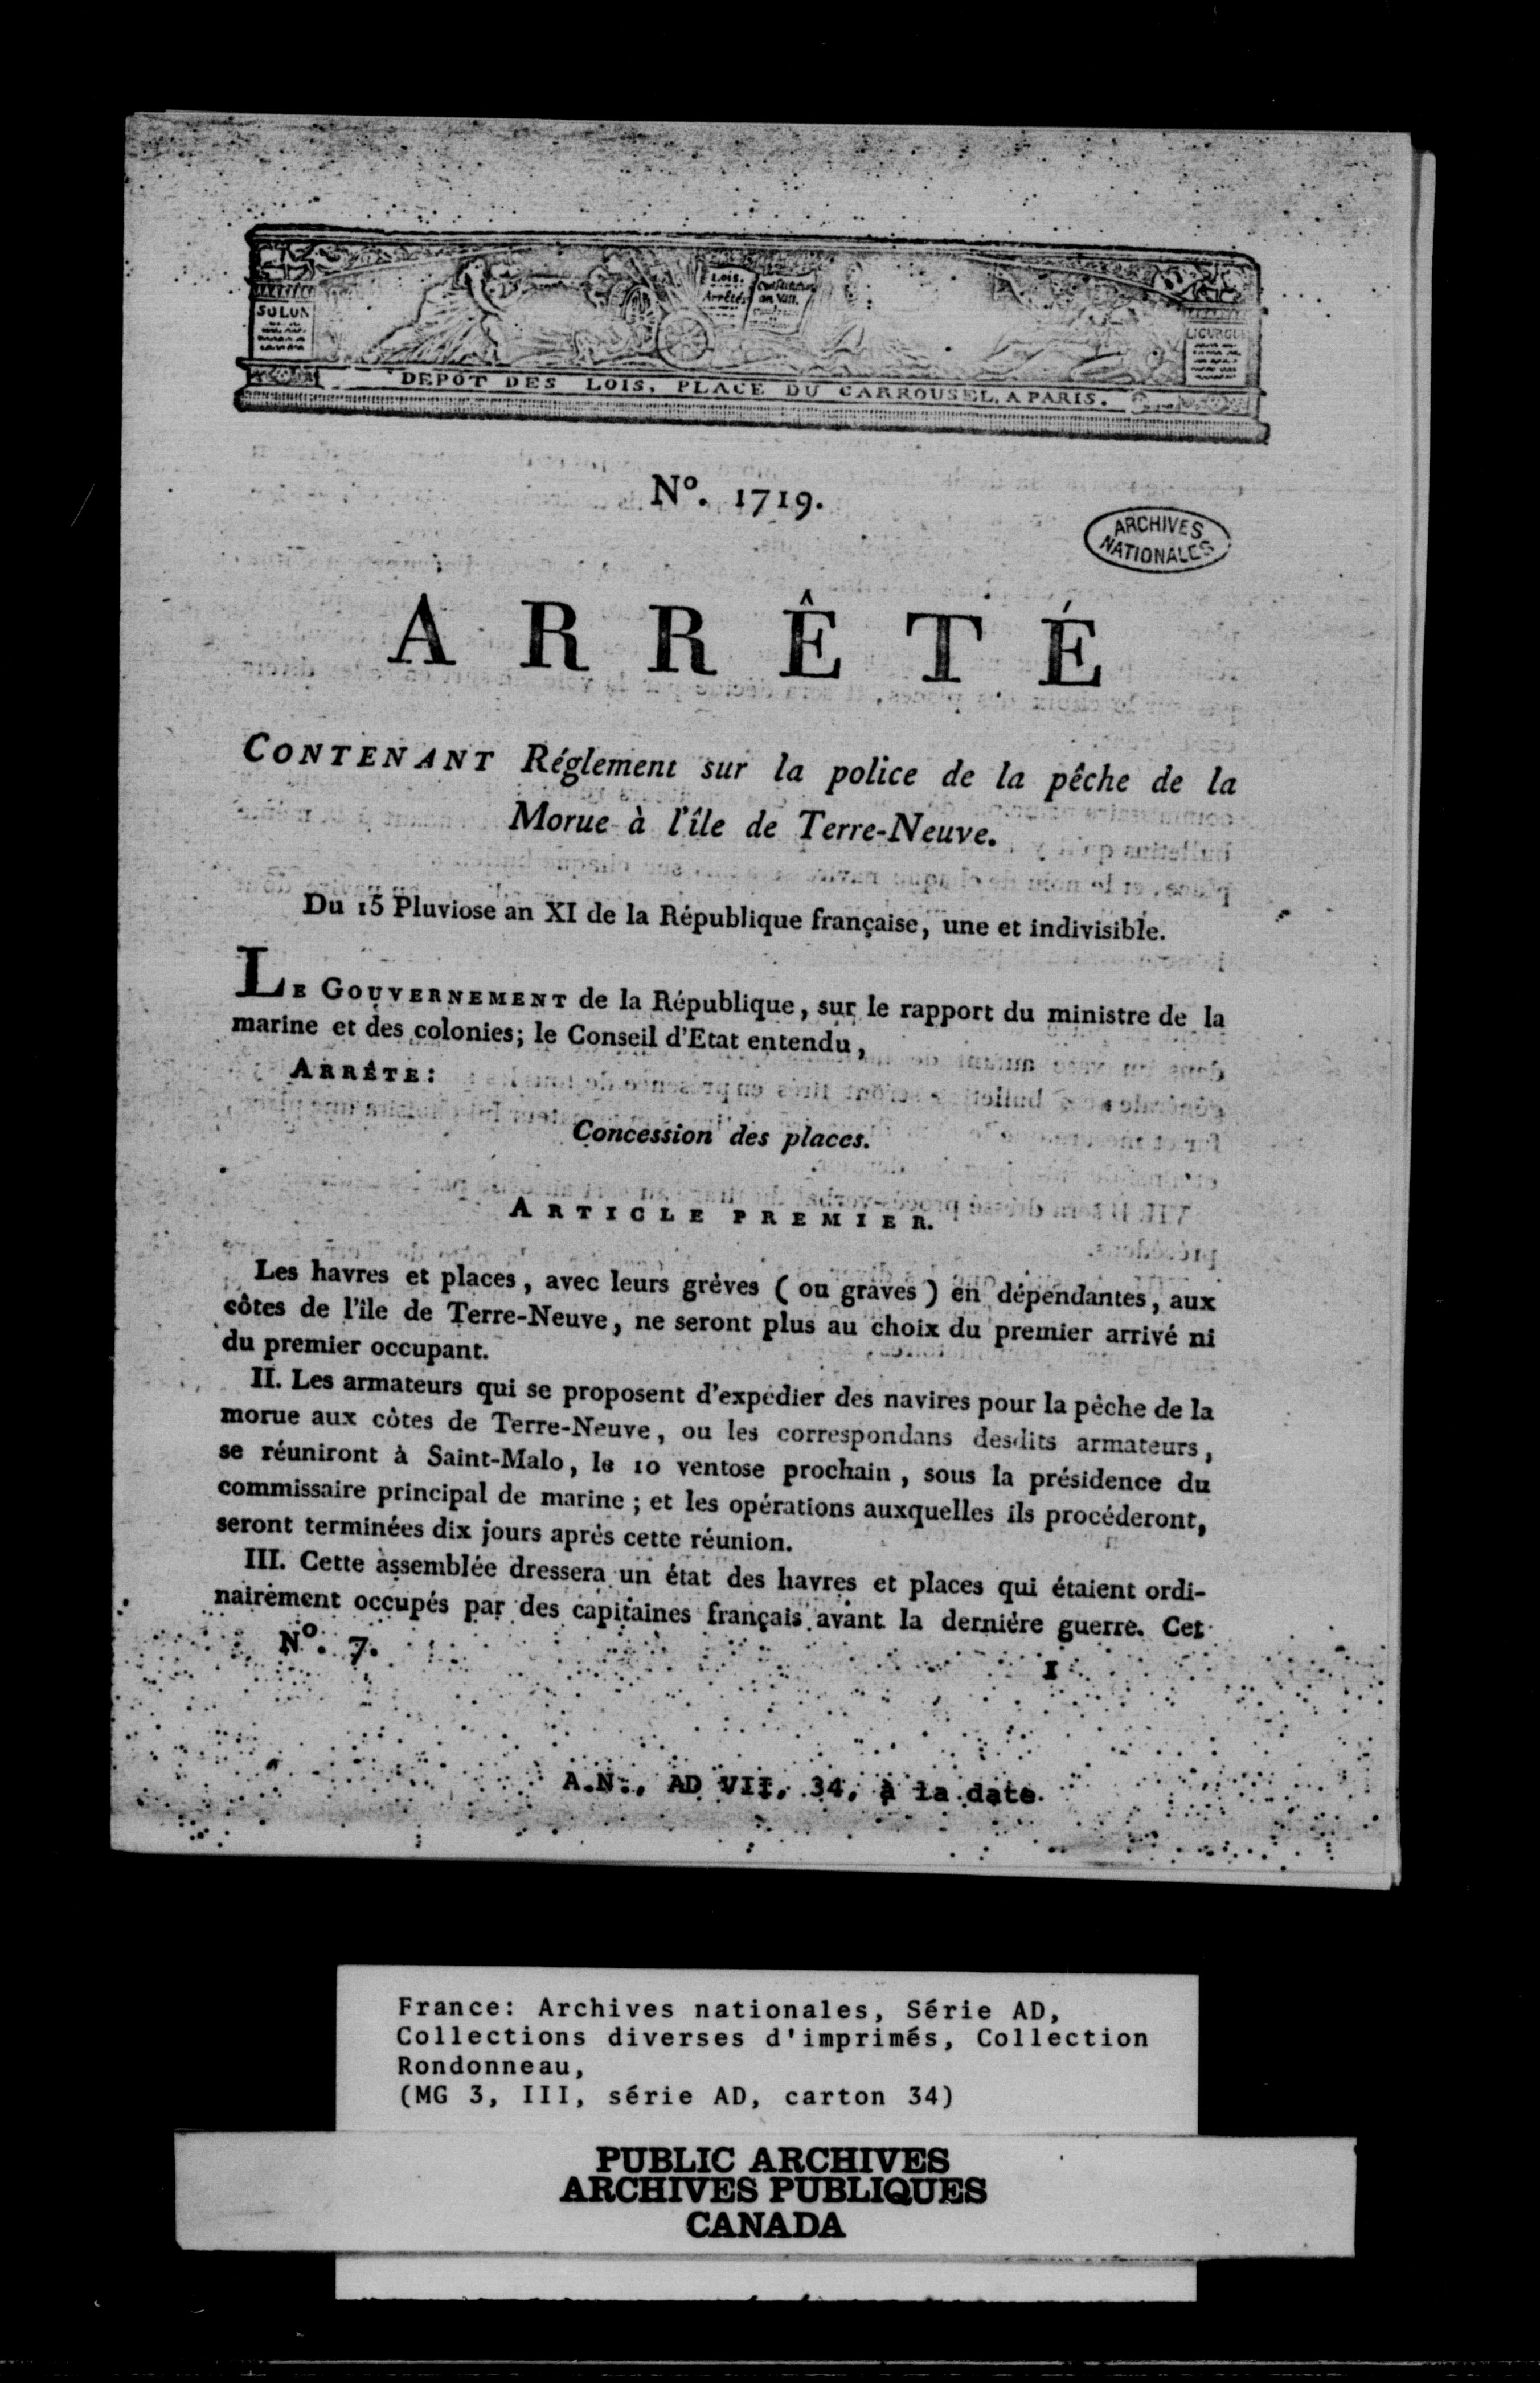 SOLON
Lois.
Arrêtés
Constitution
an VIII.
LICURGUE
DEPÔT DES LOIS, PLACE DU CARROUSEL, A PARIS.
Nº. 1719.
ARCHIVES
NATIONALES
ARRÊTÉ
CONTENANT Réglement sur la police de la pêche de la
Morue à l'île de Terre-Neuve.
Du 15 Pluviose an XI de la République française, une et indivisible.
LE GOUVERNEMENT de la République, sur le rapport du ministre de la
marine et des colonies; le Conseil d'Etat entendu,
ARRÊTE:
Concession des places.
ARTICLE PREMIER.
Les havres et places, avec leurs grèves (ou graves) en dépendantes, aux
côtes de l'île de Terre-Neuve, ne seront plus au choix du premier arrivé ni
du premier occupant.
II. Les armateurs qui se proposent d'expédier des navires pour la pêche de la
morue aux côtes de Terre-Neuve, ou les correspondans desdits armateurs,
se réuniront à Saint-Malo, le 10 ventose prochain, sous la présidence du
commissaire principal de marine; et les opérations auxquelles ils procéderont,
seront terminées dix jours après cette réunion.
III. Cette assemblée dressera un état des havres et places qui étaient ordi-
nairement occupés par des capitaines français avant la dernière guerre. Cet
Nº. 7.
1
A.N., AD VII, 34, à la date.
France: Archives nationales, Série AD,
Collections diverses d'imprimés, Collection
Rondonneau,
(MG 3, III, série AD, carton 34)
PUBLIC ARCHIVES
ARCHIVES PUBLIQUES
CANADA